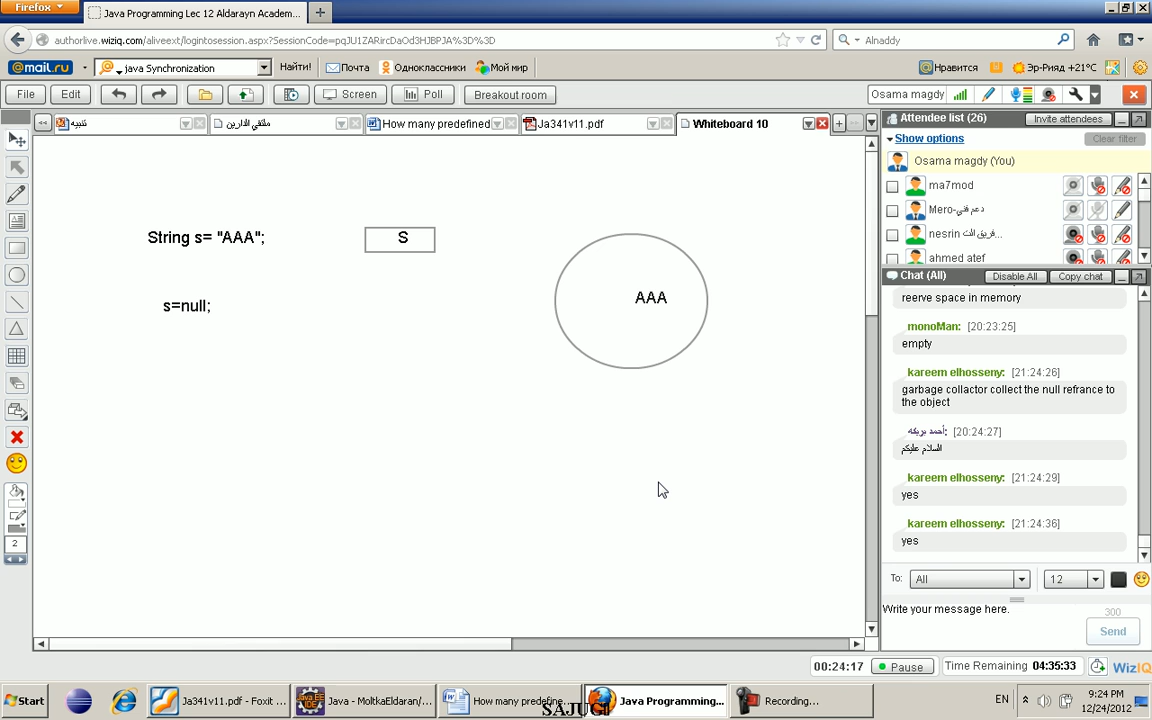 Firefox
Java Programming Lec 12 Aldarayn Academ...
authorlive.wiziq.com/aliveext/logintosession.aspx?SessionCode=pqJU1ZARircDaOd3HJBPJA%3D%3D
Alnaddy
@mail.ru
java Synchronization
Найти!
Почта
Одноклассники
Мой мир
Нравится
Эр-Рияд +21°C
File
Edit
Screen
Poll
Breakout room
Osama magdy
تنبيه
ملتقي الدارين
How many predefined
Ja341v11.pdf
Whiteboard 10
Attendee list (26)
Invite attendees
Show options
Clear filter
Osama magdy (You)
ma7mod
Mero-دعم فني
nesrin فريق الت...
ahmed atef
String s= "AAA";
S
AAA
s=null;
Chat (All)
Disable All
Copy chat
reerve space in memory
monoMan: [20:23:25]
empty
kareem elhosseny: [21:24:26]
garbage collactor collect the null refrance to
the object
أحمد بريكه: [20:24:27]
السلام عليكم
kareem elhosseny: [21:24:29]
yes
kareem elhosseny: [21:24:36]
yes
To:
All
12
Write your message here.
300
Send
2
00:24:17
Pause
Time Remaining 04:35:33
WizIQ
Start
Ja341v11.pdf - Foxit ...
Java - MoltkaEldaran/...
How many predefine...
Java Programming...
Recording...
SAJUGI
EN
9:24 PM
12/24/2012